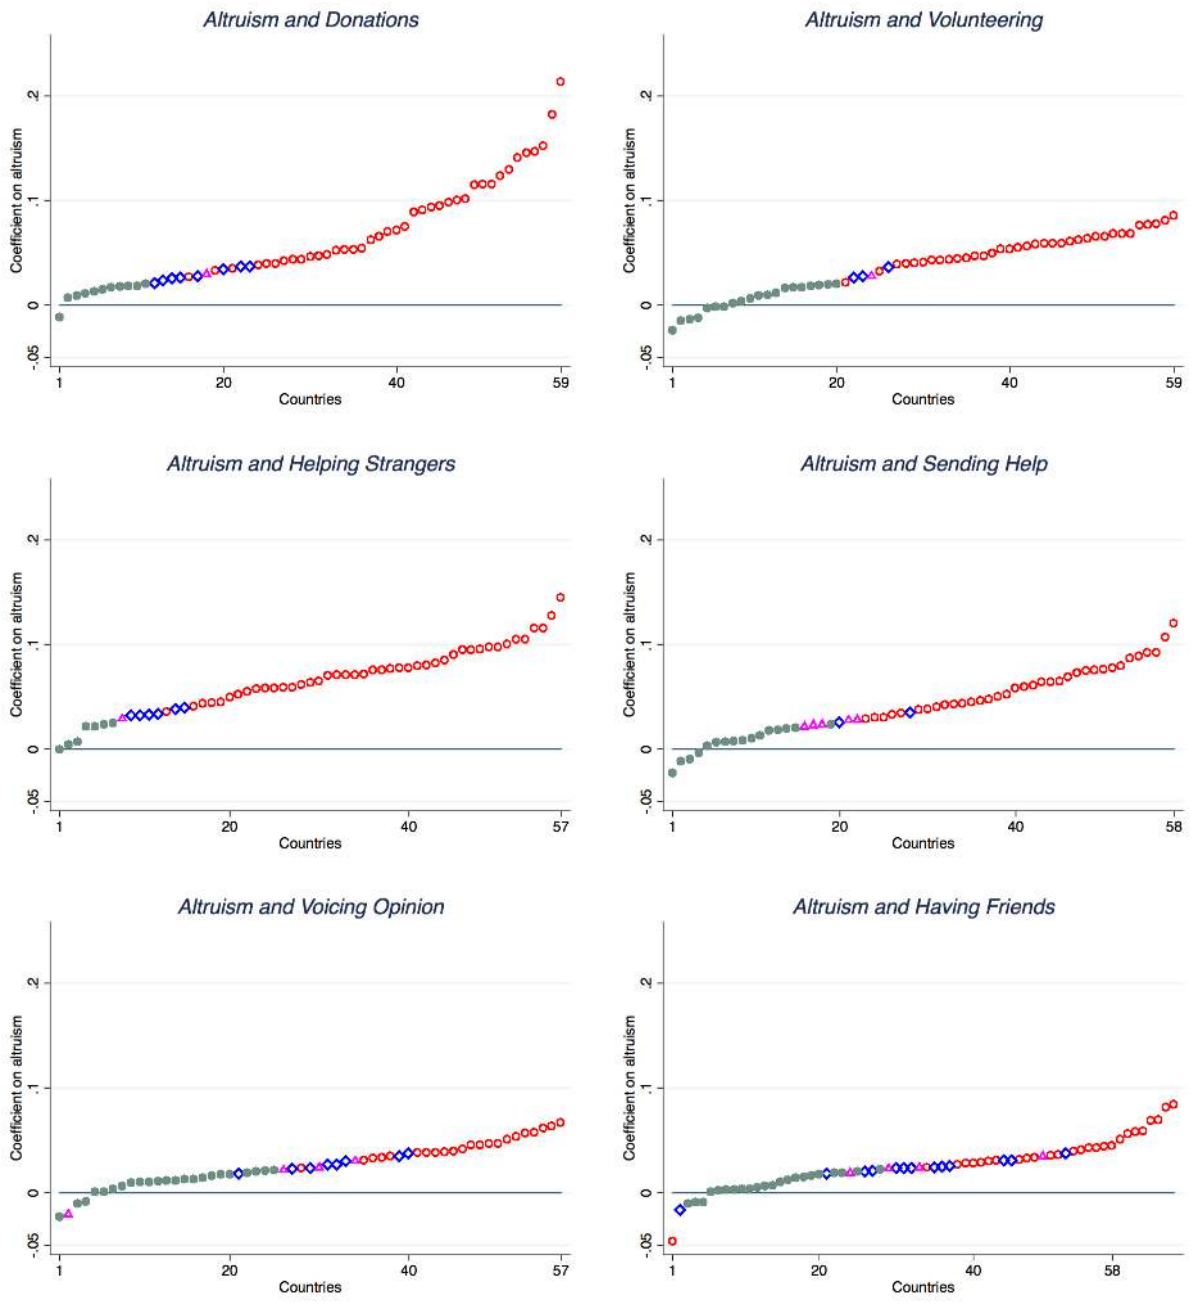 Altruism and Donations
Coefficient on altruism
.2
.1
0
-.05
1
20
40
59
Countries
Altruism and Volunteering
Coefficient on altruism
.2
.1
0
-.05
1
20
40
59
Countries
Altruism and Helping Strangers
Coefficient on altruism
.2
.1
0
-.05
1
20
40
57
Countries
Altruism and Sending Help
Coefficient on altruism
.2
.1
0
-.05
1
20
40
58
Countries
Altruism and Voicing Opinion
Coefficient on altruism
.2
.1
0
-.05
1
20
40
57
Countries
Altruism and Having Friends
Coefficient on altruism
.2
.1
0
-.05
1
20
40
58
Countries